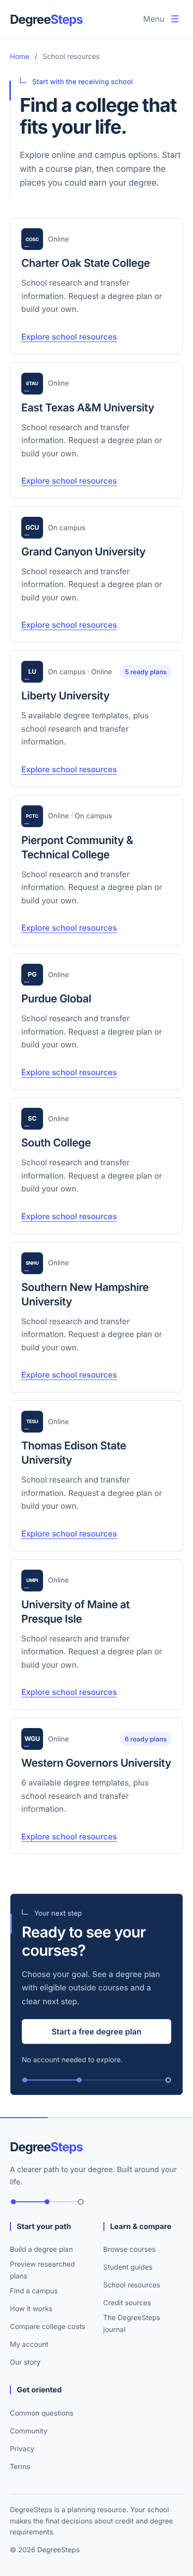 DegreeSteps
Menu
Home / School resources
Start with the receiving school
Find a college that
fits your life.
Explore online and campus options. Start
with a course plan, then compare the
places you could earn your degree.
COSC
Online
Charter Oak State College
School research and transfer
information. Request a degree plan or
build your own.
Explore school resources
ETAU
Online
East Texas A&M University
School research and transfer
information. Request a degree plan or
build your own.
Explore school resources
GCU
On campus
Grand Canyon University
School research and transfer
information. Request a degree plan or
build your own.
Explore school resources
LU
On campus · Online
5 ready plans
Liberty University
5 available degree templates, plus
school research and transfer
information.
Explore school resources
PCTC
Online · On campus
Pierpont Community &
Technical College
School research and transfer
information. Request a degree plan or
build your own.
Explore school resources
PG
Online
Purdue Global
School research and transfer
information. Request a degree plan or
build your own.
Explore school resources
SC
Online
South College
School research and transfer
information. Request a degree plan or
build your own.
Explore school resources
SNHU
Online
Southern New Hampshire
University
School research and transfer
information. Request a degree plan or
build your own.
Explore school resources
TESU
Online
Thomas Edison State
University
School research and transfer
information. Request a degree plan or
build your own.
Explore school resources
UMPI
Online
University of Maine at
Presque Isle
School research and transfer
information. Request a degree plan or
build your own.
Explore school resources
WGU
Online
6 ready plans
Western Governors University
6 available degree templates, plus
school research and transfer
information.
Explore school resources
Your next step
Ready to see your
courses?
Choose your goal. See a degree plan
with eligible outside courses and a
clear next step.
Start a free degree plan
No account needed to explore.
DegreeSteps
A clearer path to your degree. Built around your
life.
Start your path
Build a degree plan
Preview researched
plans
Find a campus
How it works
Compare college costs
My account
Our story
Learn & compare
Browse courses
Student guides
School resources
Credit sources
The DegreeSteps
journal
Get oriented
Common questions
Community
Privacy
Terms
DegreeSteps is a planning resource. Your school
makes the final decisions about credit and degree
requirements.
© 2026 DegreeSteps